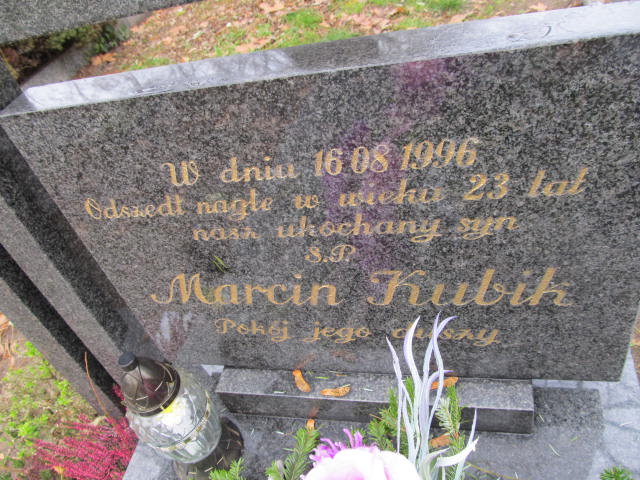 W dniu 16 08 1996
Odszedł nagle w wieku 23 lat
nasz ukochany syn
Ś.P.
Marcin Kubik
Pokój jego duszy